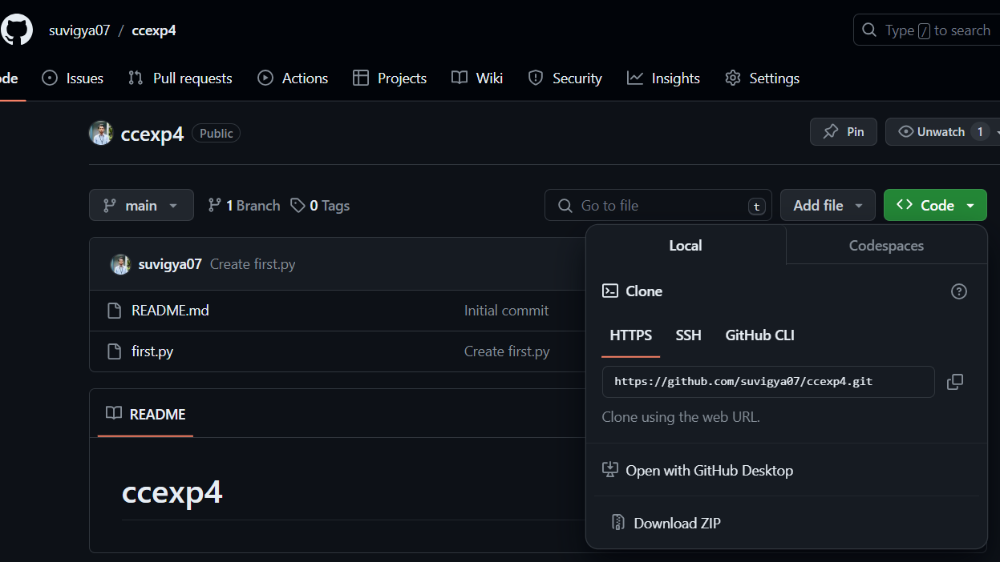 suvigya07 / ccexp4
Type / to search
ode Issues Pull requests Actions Projects Wiki Security Insights Settings
ccexp4 Public
Pin
Unwatch 1
main
1 Branch
0 Tags
Go to file t
Add file
<> Code
suvigya07 Create first.py
README.md Initial commit
first.py Create first.py
README
ccexp4
Local
Codespaces
Clone
HTTPS SSH GitHub CLI
https://github.com/suvigya07/ccexp4.git
Clone using the web URL.
Open with GitHub Desktop
Download ZIP